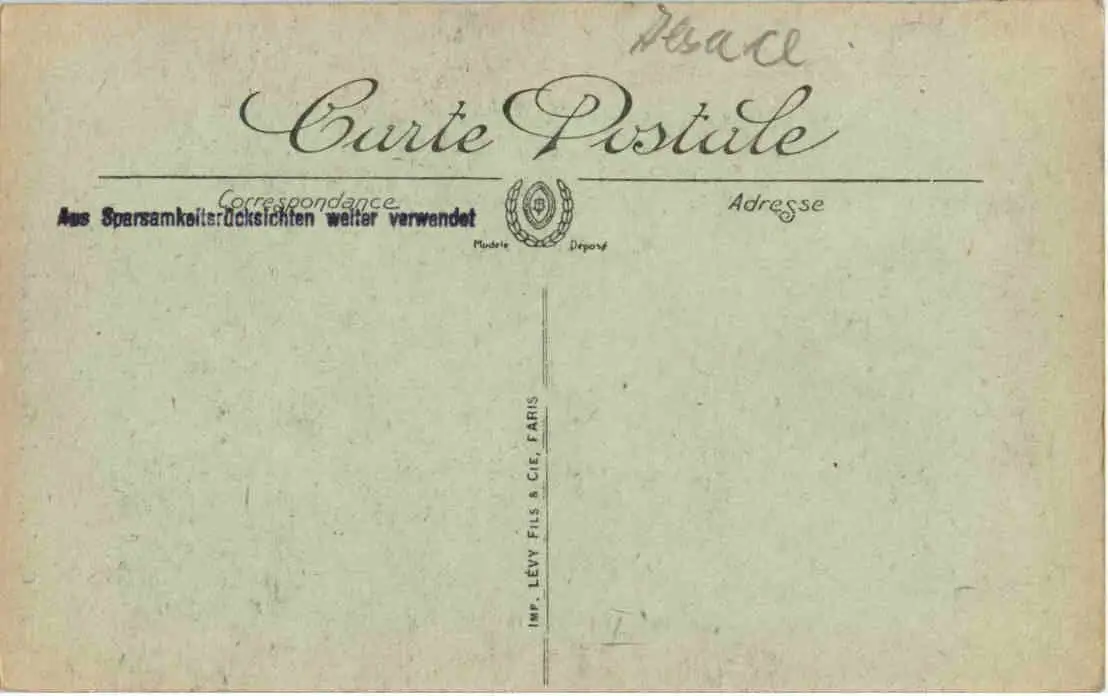 Alsace
Carte Postale
Correspondance
Adresse
Aus Sparsamkeitsrücksichten weiter verwendet
Modèle Déposé
IMP. LÉVY FILS & CIE, PARIS
I